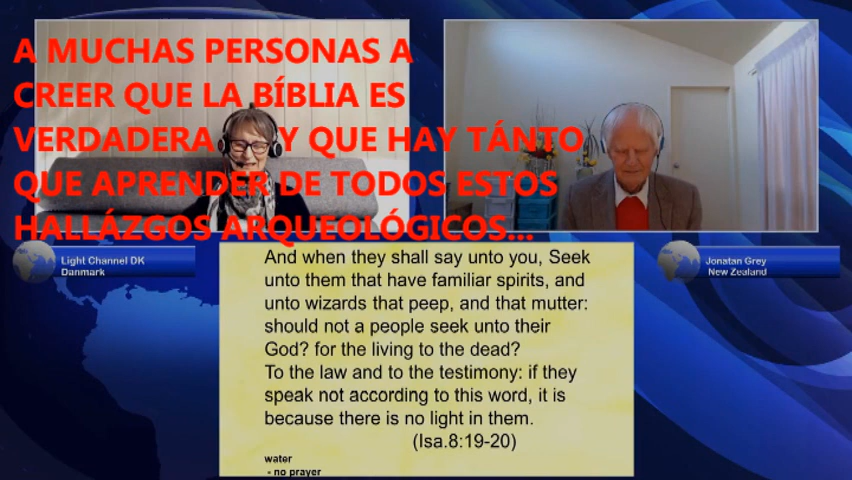 A MUCHAS PERSONAS A
CREER QUE LA BÍBLIA ES
VERDADERA Y QUE HAY TÁNTO
QUE APRENDER DE TODOS ESTOS
HALLÁZGOS ARQUEOLÓGICOS...
Light Channel DK
Danmark
Jonatan Grey
New Zealand
And when they shall say unto you, Seek
unto them that have familiar spirits, and
unto wizards that peep, and that mutter:
should not a people seek unto their
God? for the living to the dead?
To the law and to the testimony: if they
speak not according to this word, it is
because there is no light in them.
(Isa.8:19-20)
water
- no prayer